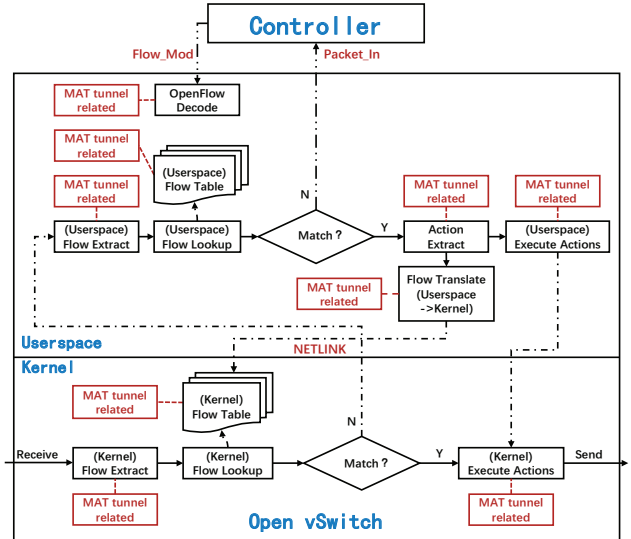 Controller
Flow_Mod
Packet_In
MAT tunnel
related
OpenFlow
Decode
MAT tunnel
related
(Userspace)
Flow Table
MAT tunnel
related
N
MAT tunnel
related
MAT tunnel
related
(Userspace)
Flow Extract
(Userspace)
Flow Lookup
Match?
Y
Action
Extract
(Userspace)
Execute Actions
MAT tunnel
related
Flow Translate
(Userspace
->Kernel)
Userspace
NETLINK
Kernel
MAT tunnel
related
(Kernel)
Flow Table
N
Receive
(Kernel)
Flow Extract
(Kernel)
Flow Lookup
Match?
Y
(Kernel)
Execute Actions
Send
MAT tunnel
related
MAT tunnel
related
Open vSwitch